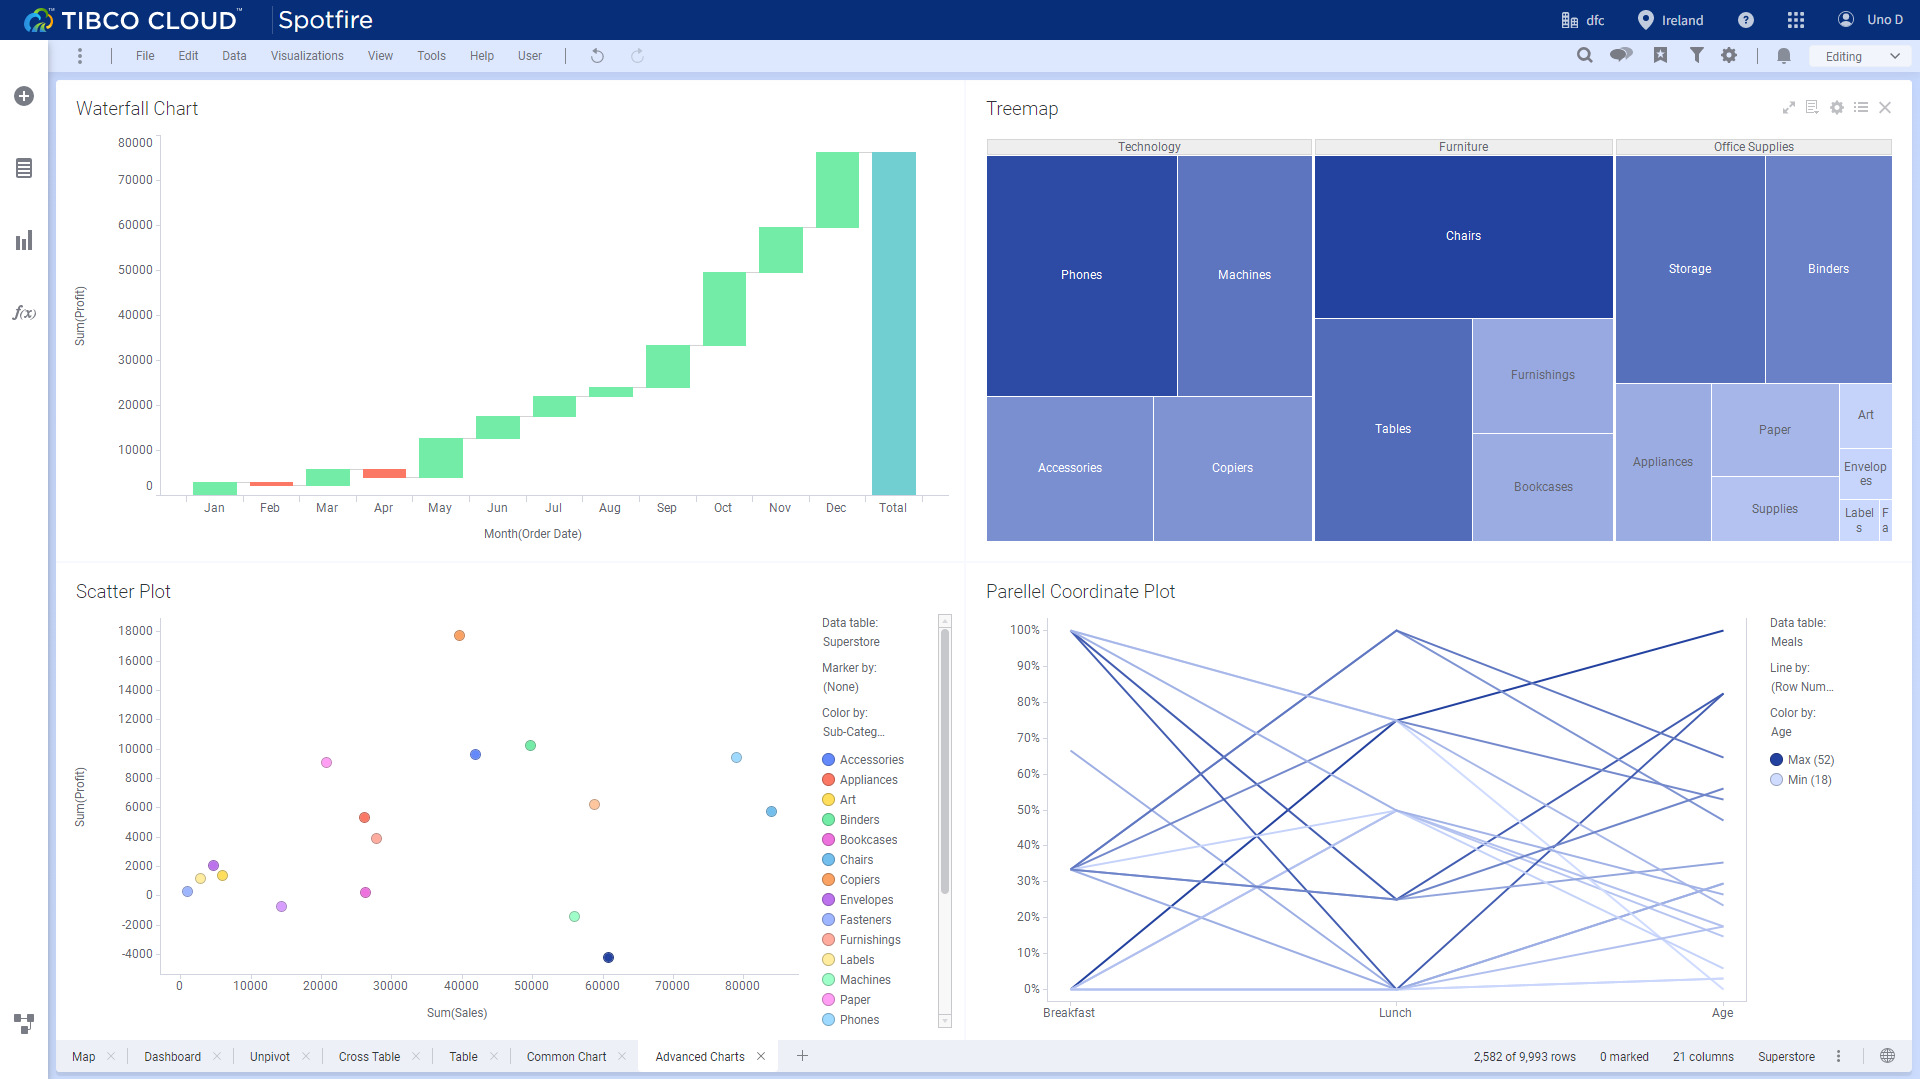 TIBCO CLOUD™ Spotfire
dfc Ireland ? Uno D
File Edit Data Visualizations View Tools Help User
Editing
f(x)
Waterfall Chart
80000
70000
60000
50000
40000
30000
20000
10000
0
Sum(Profit)
Jan Feb Mar Apr May Jun Jul Aug Sep Oct Nov Dec Total
Month(Order Date)
Treemap
Technology Furniture Office Supplies
Phones
Machines
Accessories
Copiers
Chairs
Tables
Furnishings
Bookcases
Storage
Binders
Appliances
Paper
Supplies
Art
Envelop
es
Label
s
F
a
Scatter Plot
18000
16000
14000
12000
10000
8000
6000
4000
2000
0
-2000
-4000
Sum(Profit)
0 10000 20000 30000 40000 50000 60000 70000 80000
Sum(Sales)
Data table:
Superstore
Marker by:
(None)
Color by:
Sub-Categ...
Accessories
Appliances
Art
Binders
Bookcases
Chairs
Copiers
Envelopes
Fasteners
Furnishings
Labels
Machines
Paper
Phones
Parellel Coordinate Plot
100%
90%
80%
70%
60%
50%
40%
30%
20%
10%
0%
Breakfast Lunch Age
Data table:
Meals
Line by:
(Row Num...
Color by:
Age
Max (52)
Min (18)
Map Dashboard Unpivot Cross Table Table Common Chart Advanced Charts
2,582 of 9,993 rows 0 marked 21 columns Superstore